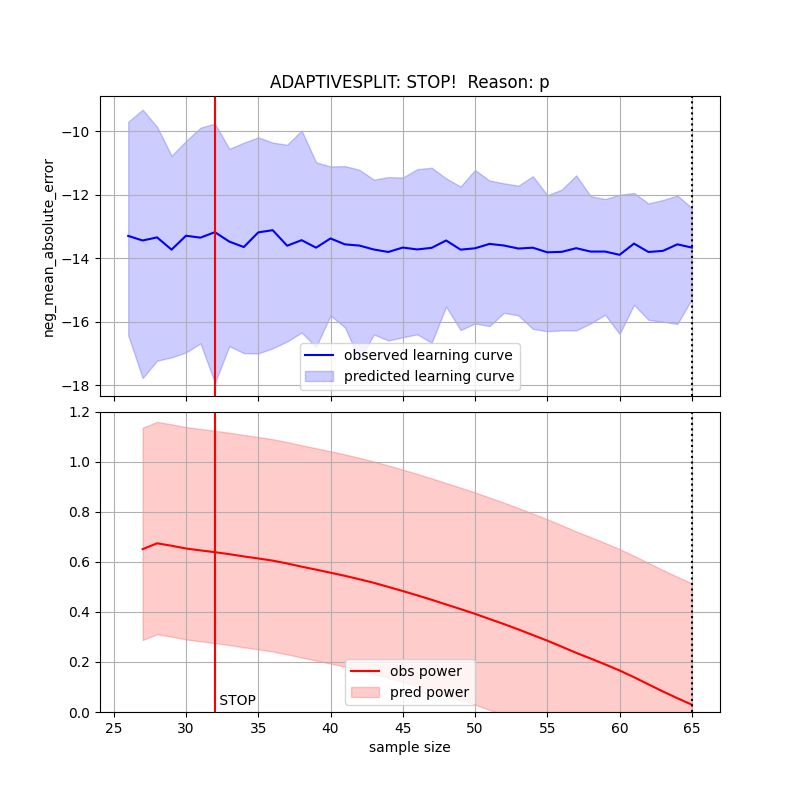 ADAPTIVESPLIT: STOP!  Reason: p
−10
−12
−14
−16
−18
neg_mean_absolute_error
observed learning curve
predicted learning curve
1.2
1.0
0.8
0.6
0.4
0.2
0.0
obs power
pred power
STOP
25 30 35 40 45 50 55 60 65
sample size